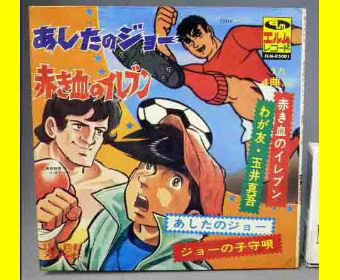 あしたのジョー
赤き血のイレブン
エルム
レコード
ELM-R5001
赤き血のイレブン
わが友・玉井真吾
あしたのジョー
ジョーの子守唄